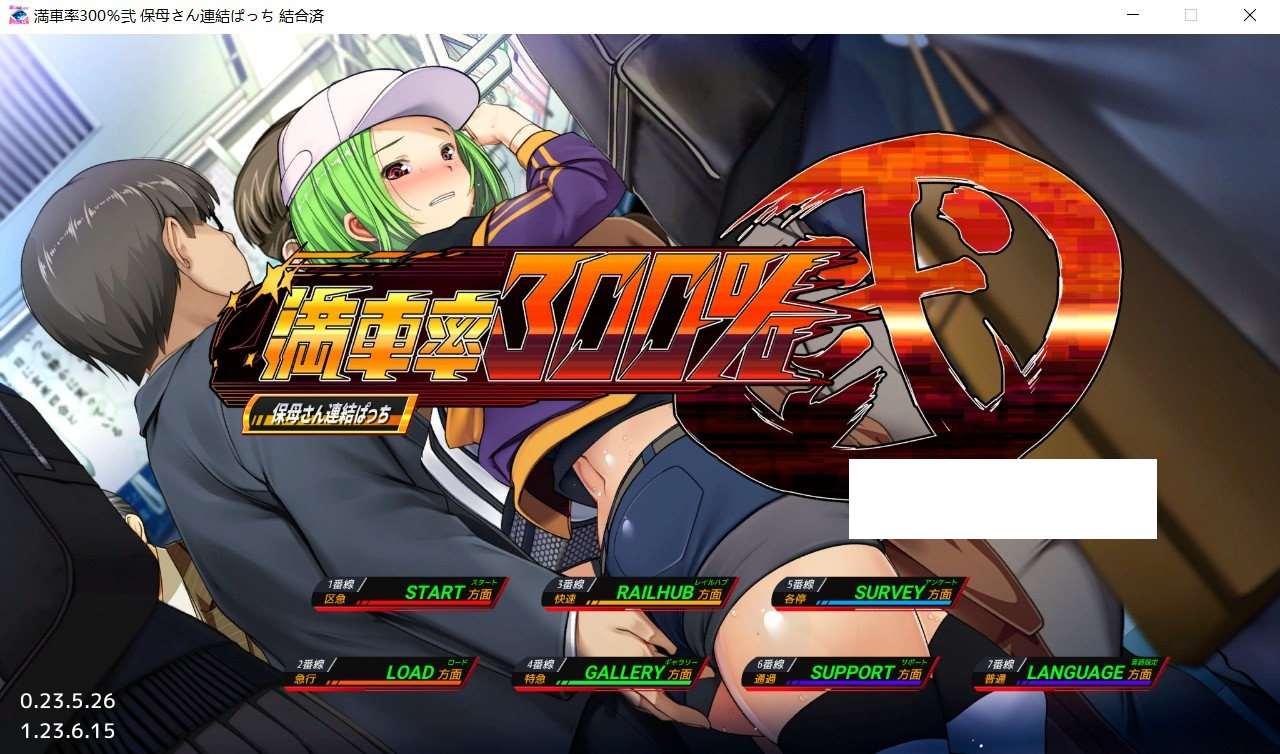 満車率300%弐 保母さん連結ぱっち 結合済
満車率300%
弐
保母さん連結ぱっち
1番線 区急 START スタート 方面
3番線 快速 RAILHUB レイルハブ 方面
5番線 各停 SURVEY アンケート 方面
2番線 急行 LOAD ロード 方面
4番線 特急 GALLERY ギャラリー 方面
6番線 通過 SUPPORT サポート 方面
7番線 普通 LANGUAGE 言語設定 方面
0.23.5.26
1.23.6.15